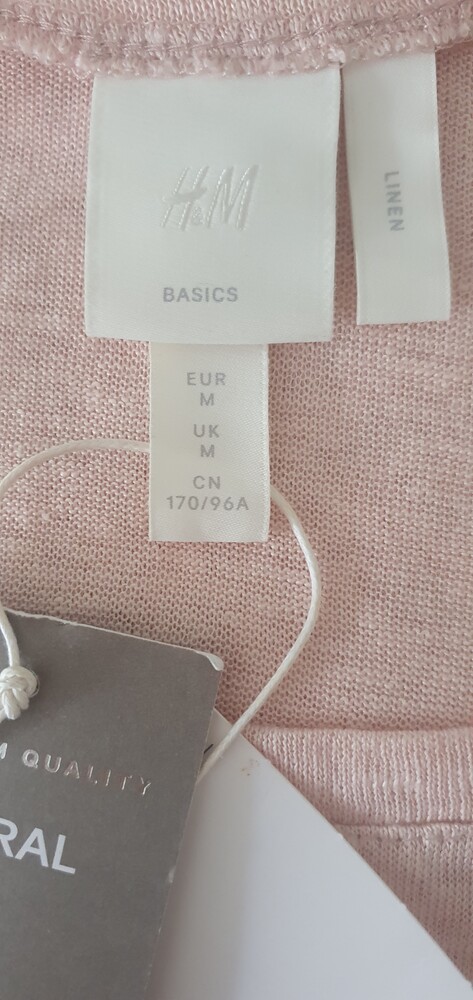 H&M
BASICS
LINEN
EUR
M
UK
M
CN
170/96A
M QUALITY
RAL